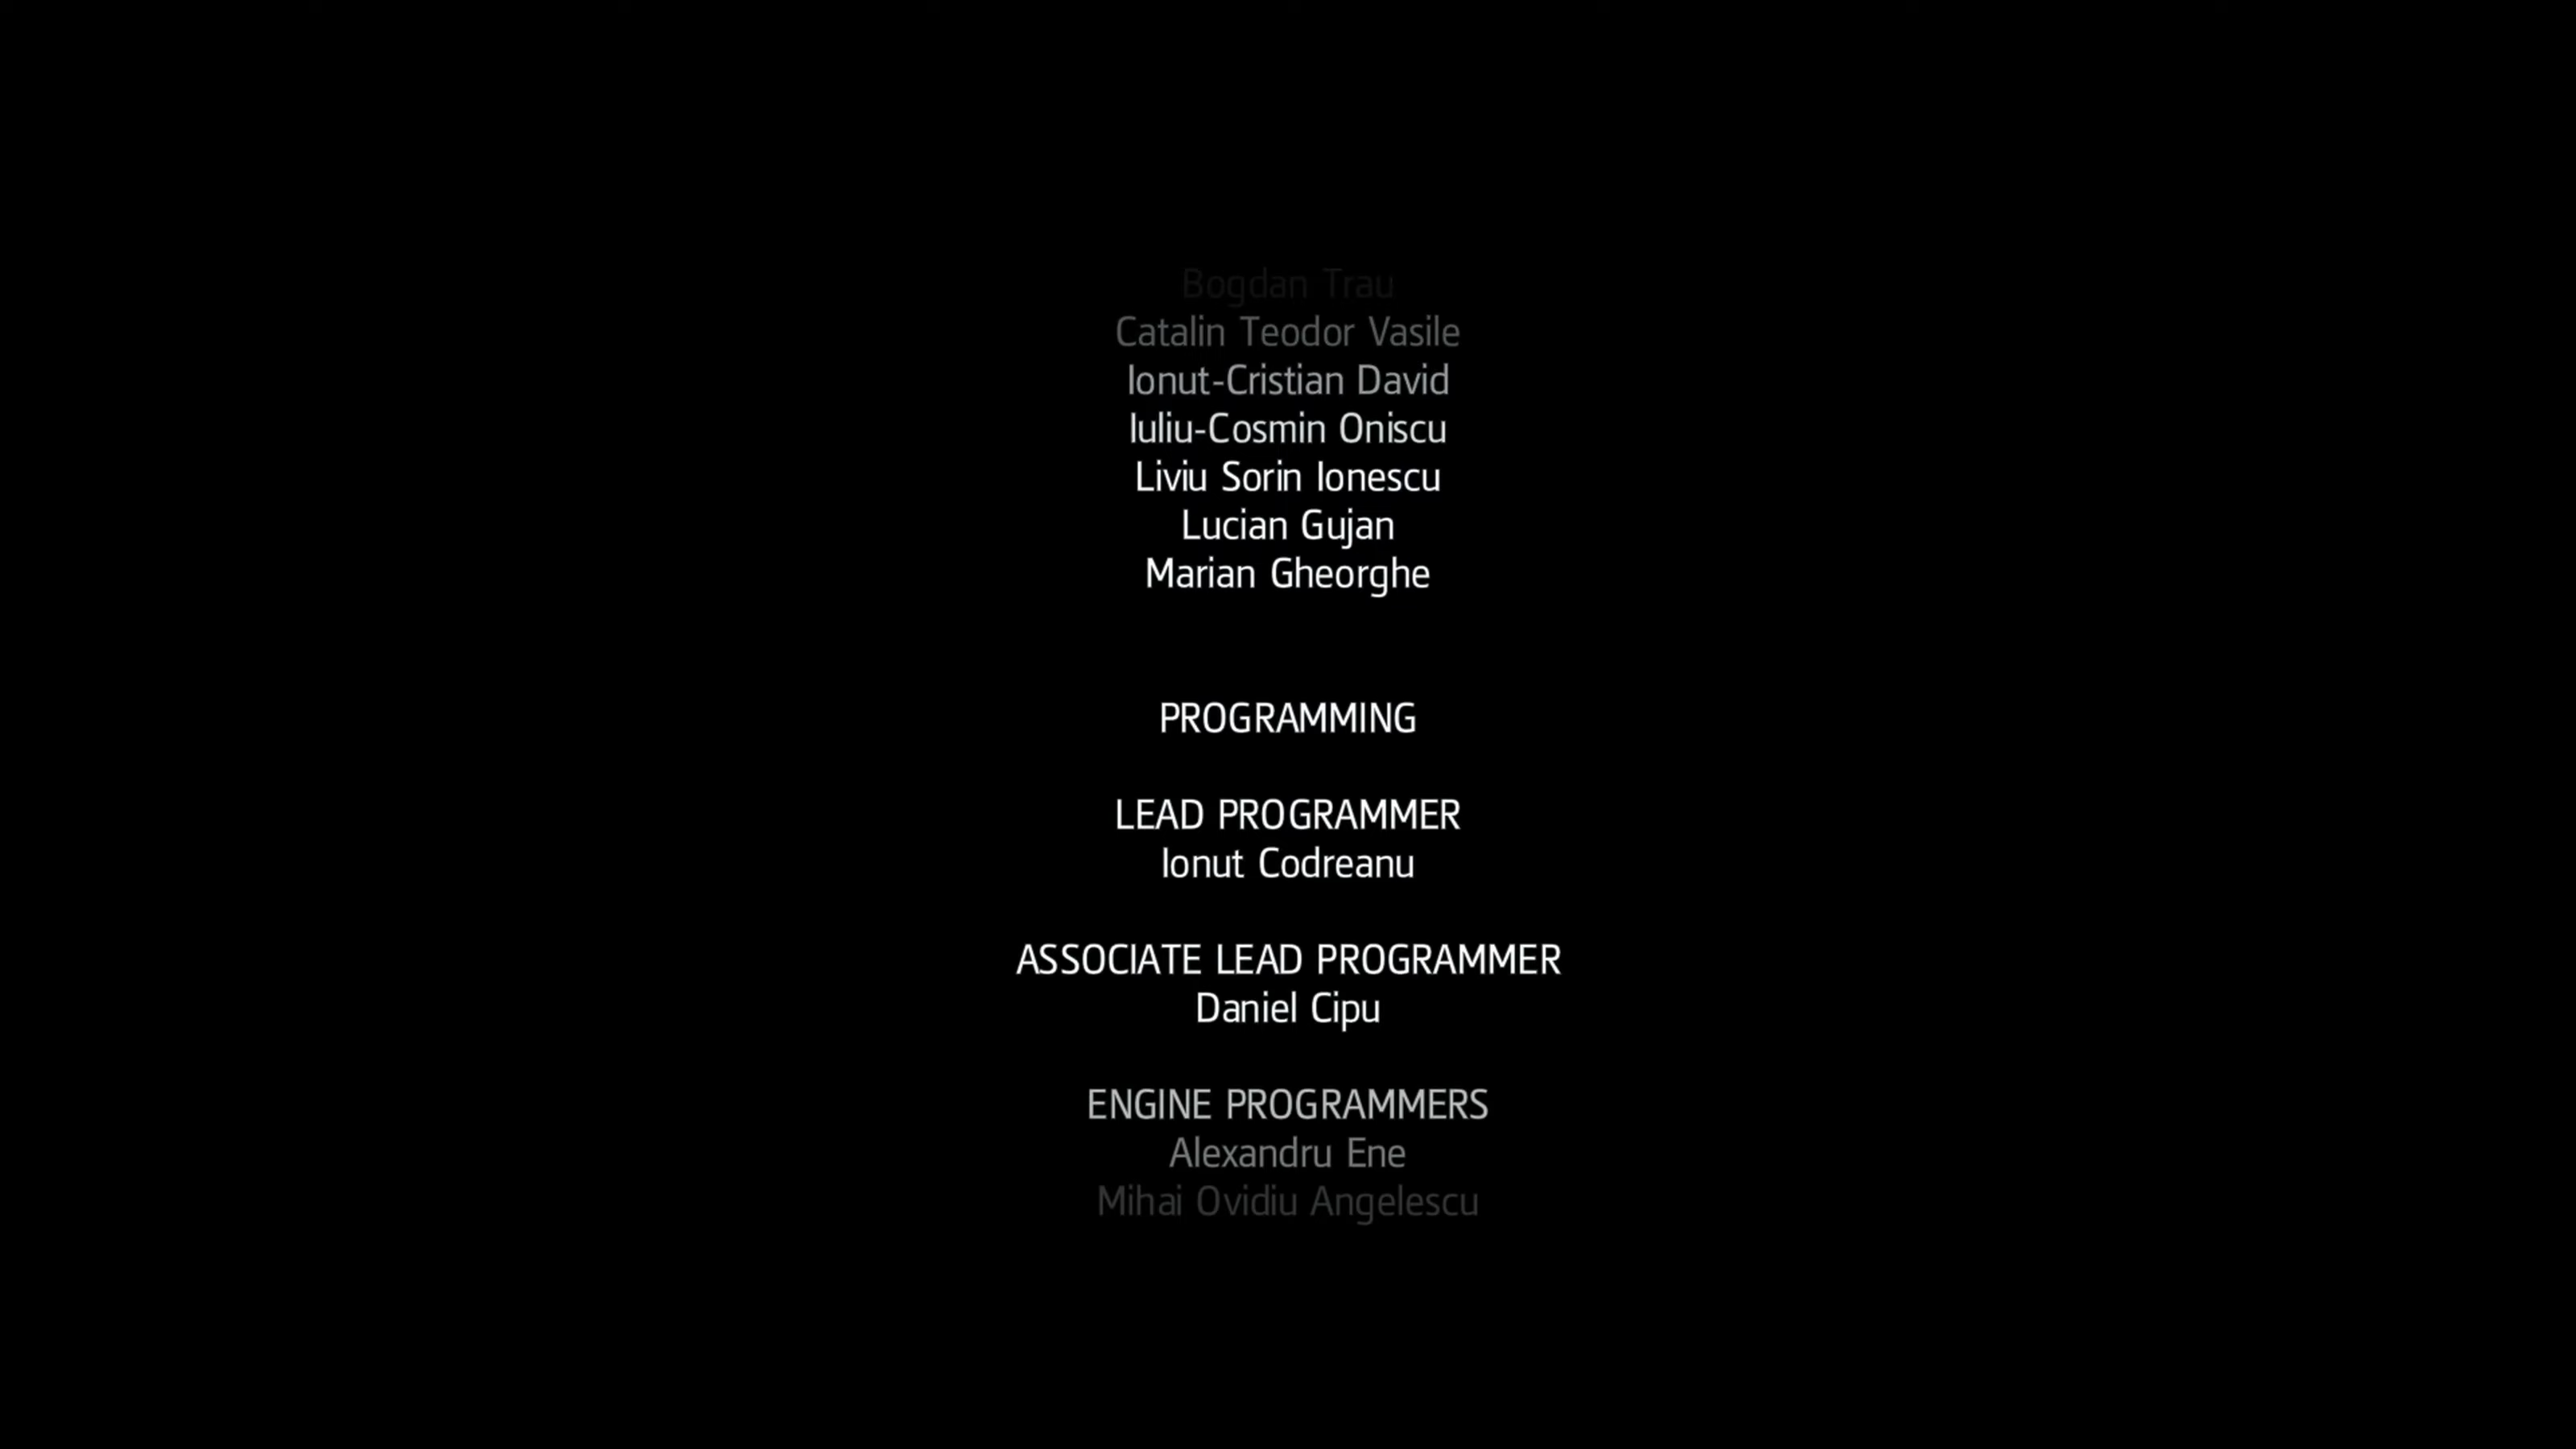 Bogdan Trau
Catalin Teodor Vasile
Ionut-Cristian David
Iuliu-Cosmin Oniscu
Liviu Sorin Ionescu
Lucian Gujan
Marian Gheorghe
PROGRAMMING
LEAD PROGRAMMER
Ionut Codreanu
ASSOCIATE LEAD PROGRAMMER
Daniel Cipu
ENGINE PROGRAMMERS
Alexandru Ene
Mihai Ovidiu Angelescu